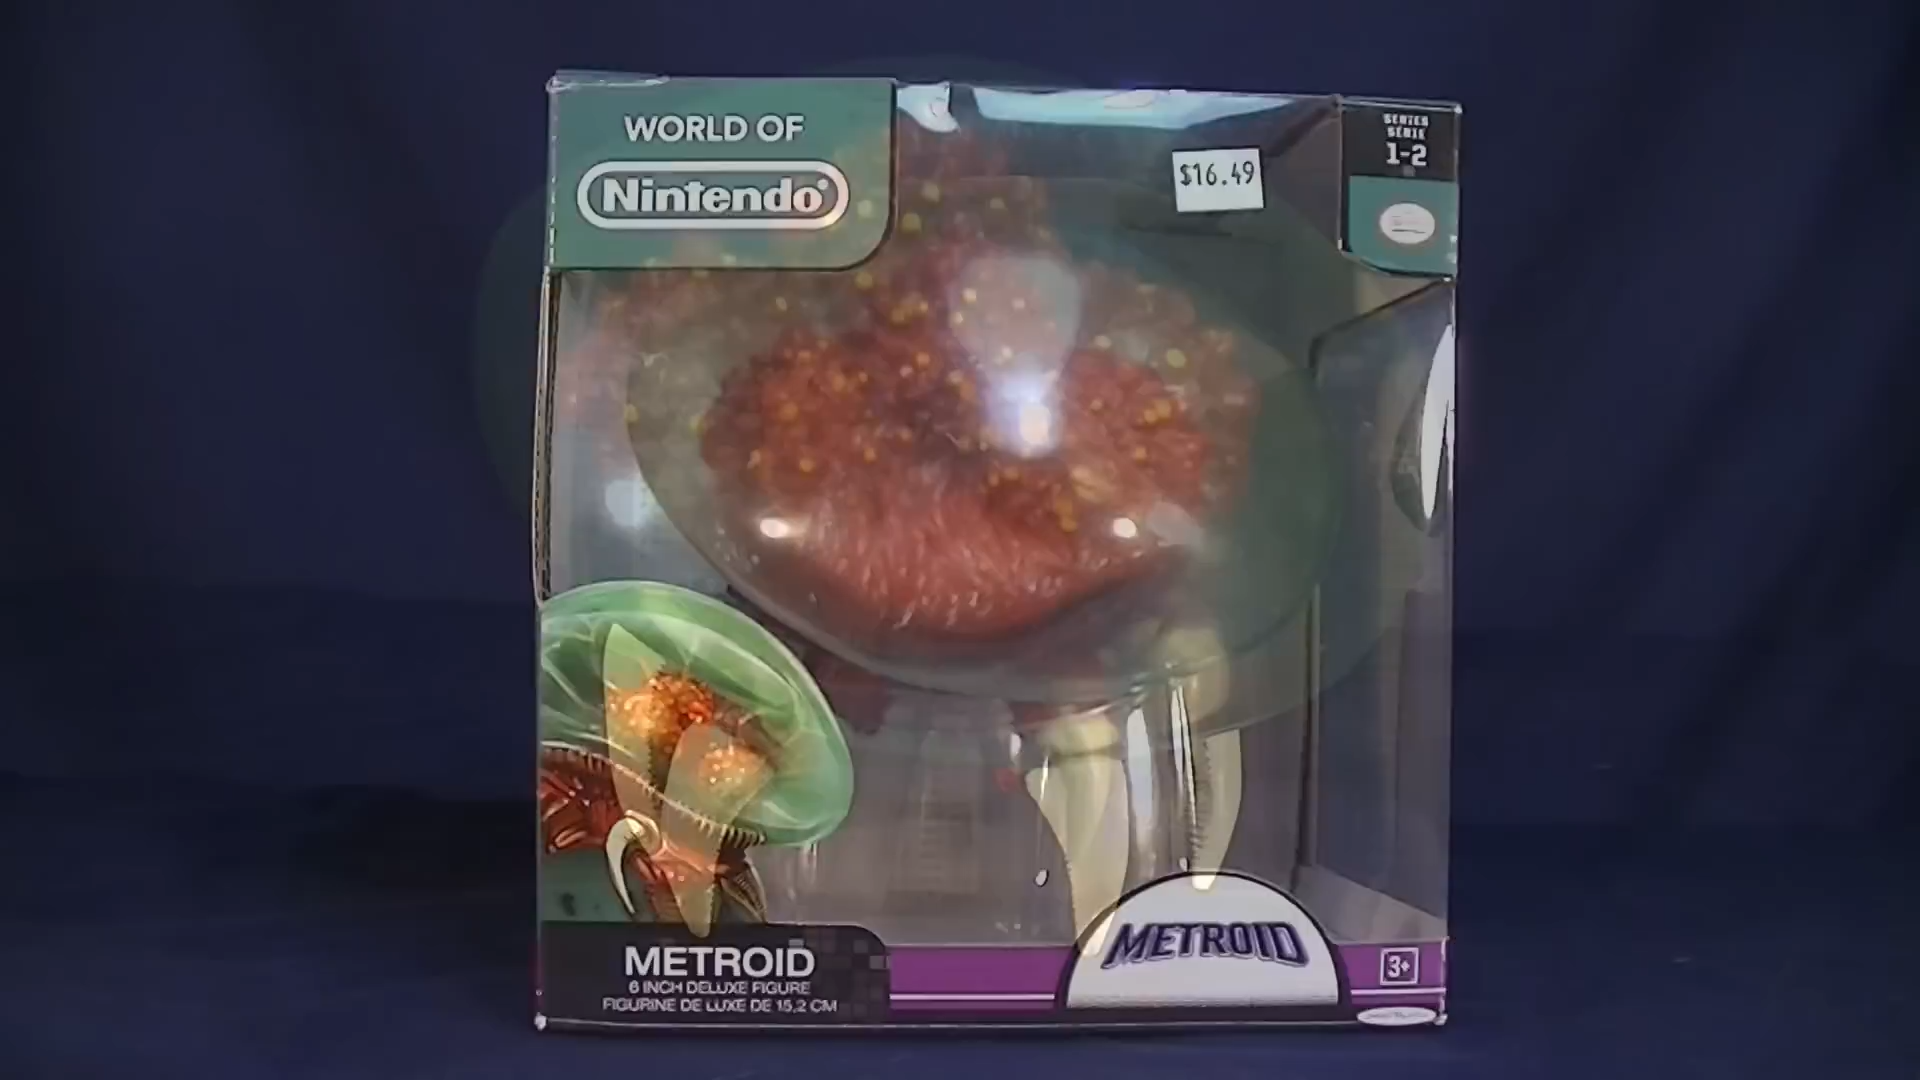 WORLD OF
Nintendo
$16.49
SERIES
SÉRIE
1-2
METROID
6 INCH DELUXE FIGURE
FIGURINE DE LUXE DE 15,2 CM
METROID
3+